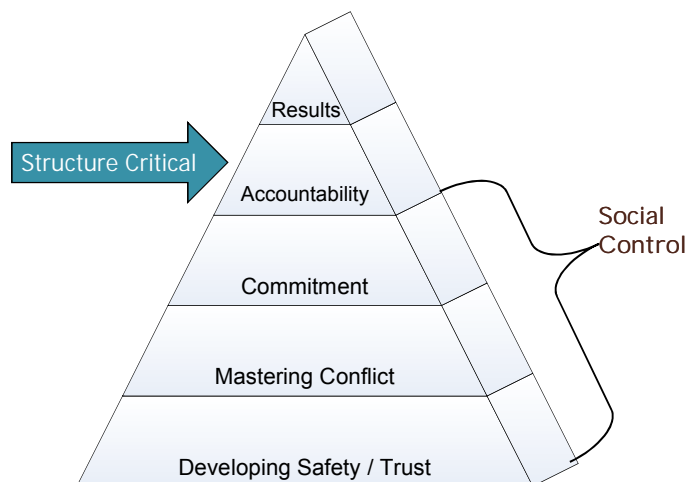 Results
Structure Critical
Accountability
Social
Control
Commitment
Mastering Conflict
Developing Safety / Trust